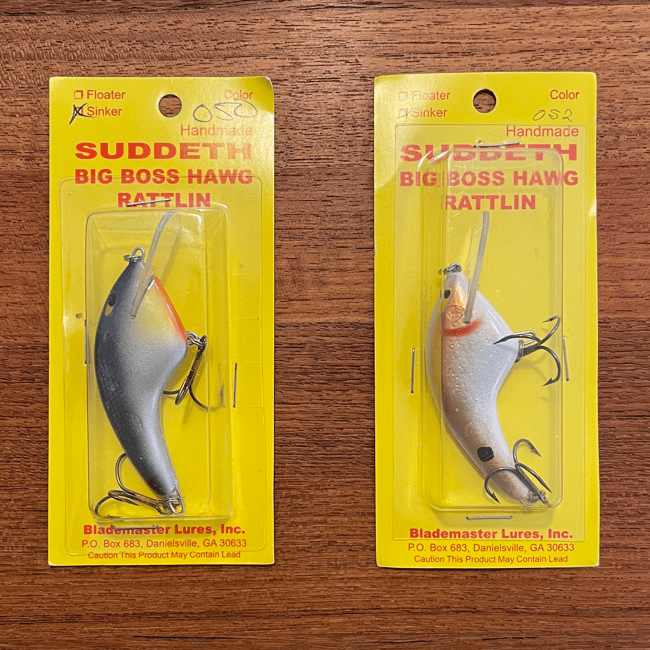 Floater Color
Sinker 050
Handmade
SUDDETH
BIG BOSS HAWG
RATTLIN
Blademaster Lures, Inc.
P.O. Box 683, Danielsville, GA 30633
Caution This Product May Contain Lead
Floater Color
Sinker 052
Handmade
SUDDETH
BIG BOSS HAWG
RATTLIN
Blademaster Lures, Inc.
P.O. Box 683, Danielsville, GA 30633
Caution This Product May Contain Lead